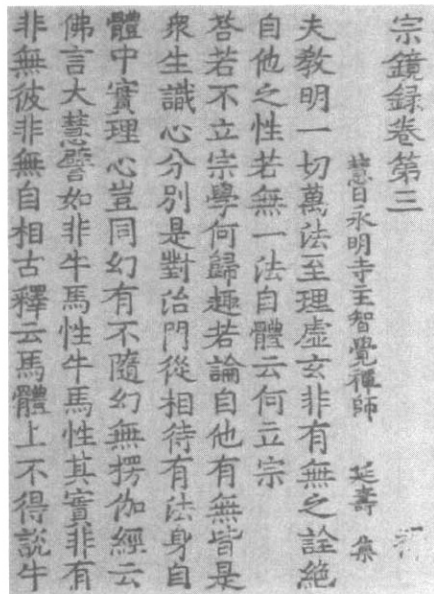 宗鏡録卷第三
慧日永明寺主智覺禪師 延壽 集
夫教明一切萬法至理虛玄非有無之詮絕
自他之性若無一法自體云何立宗
荅若不立宗學何歸趣若論自他有無皆是
衆生識心分別是對治門從相待有法身自
體中實理心豈同幻有不隨幻無楞伽經云
佛言大慧譬如非牛馬性牛馬性其實非有
非無彼非無自相古釋云馬體上不得說牛